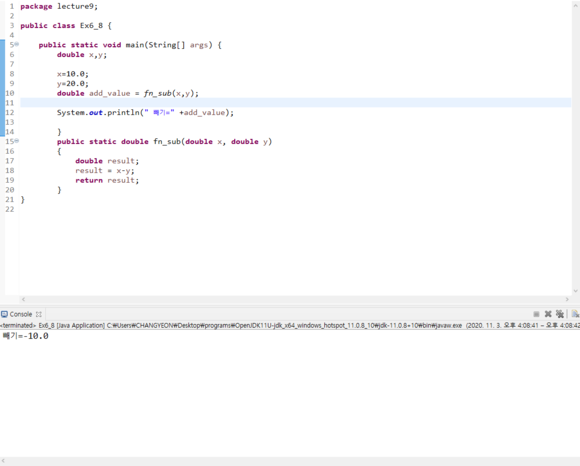 1 package lecture9;
2
3 public class Ex6_8 {
4
5 public static void main(String[] args) {
6 double x,y;
7
8 x=10.0;
9 y=20.0;
10 double add_value = fn_sub(x,y);
11
12 System.out.println(" 빼기=" +add_value);
13
14 }
15 public static double fn_sub(double x, double y)
16 {
17 double result;
18 result = x-y;
19 return result;
20 }
21 }
22
Console
<terminated> Ex6_8 [Java Application] C:₩Users₩CHANGYEON₩Desktop₩programs₩OpenJDK11U-jdk_x64_windows_hotspot_11.0.8_10₩jdk-11.0.8+10₩bin₩javaw.exe (2020. 11. 3. 오후 4:08:41 – 오후 4:08:42
빼기=-10.0